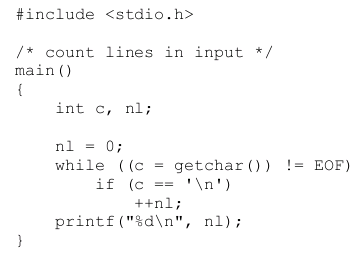 #include <stdio.h>
/* count lines in input */
main()
{
    int c, nl;
    nl = 0;
    while ((c = getchar()) != EOF)
        if (c == '\n')
            ++nl;
    printf("%d\n", nl);
}